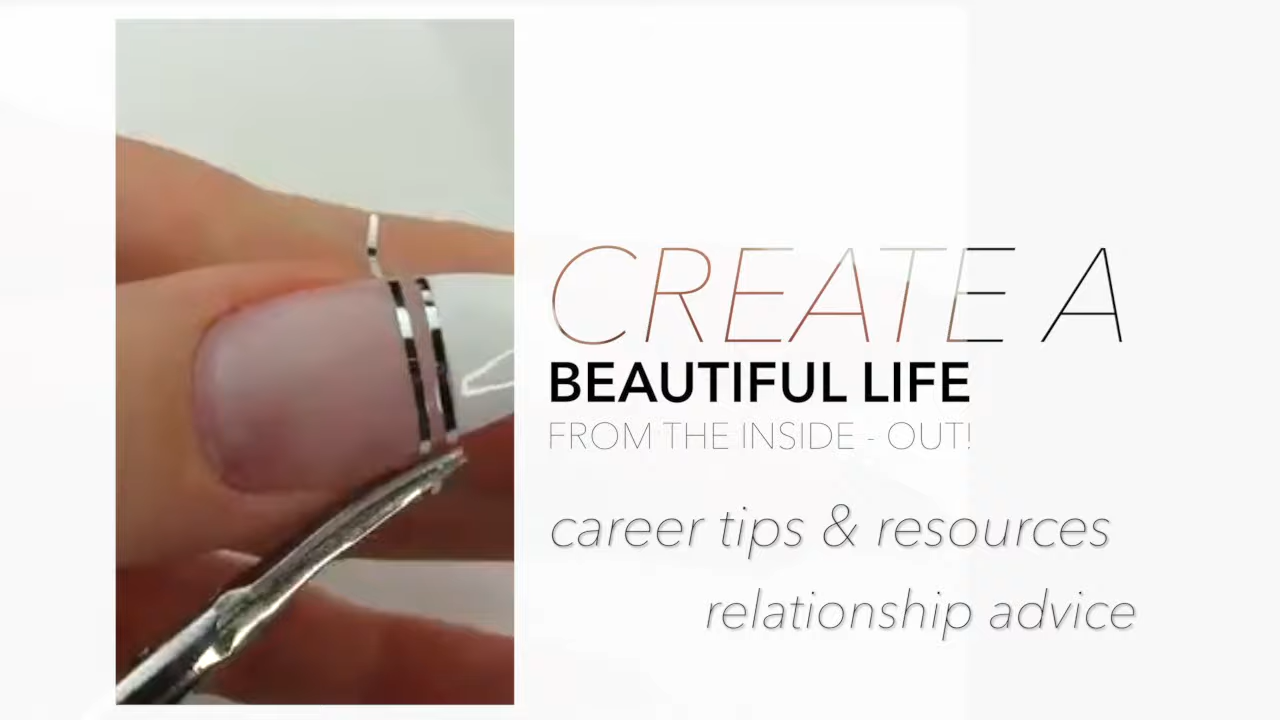 CREATE A
BEAUTIFUL LIFE
FROM THE INSIDE - OUT!
career tips & resources
relationship advice